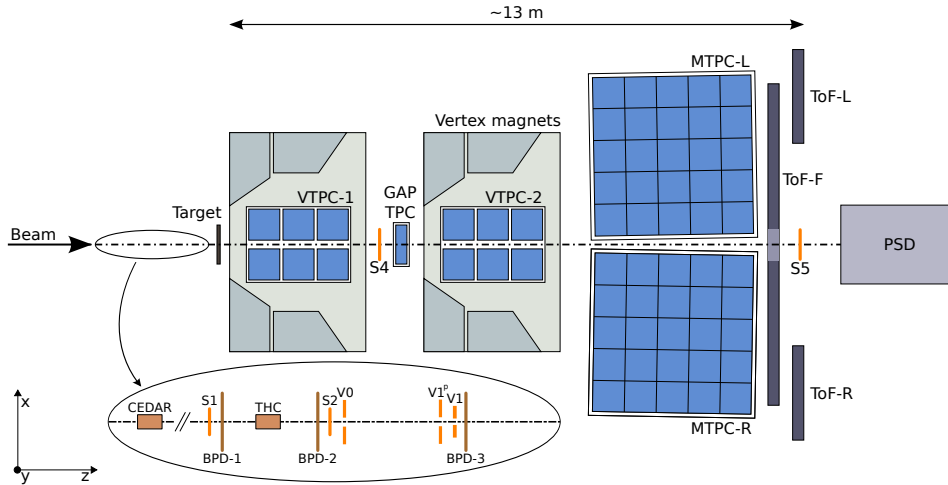 ~13 m
MTPC-L
ToF-L
Vertex magnets
ToF-F
VTPC-1
GAP
TPC
VTPC-2
Target
Beam
S4
S5
PSD
x
CEDAR
S1
THC
S2
V0
V1ᵖ
V1
ToF-R
MTPC-R
BPD-1
BPD-2
BPD-3
y
z